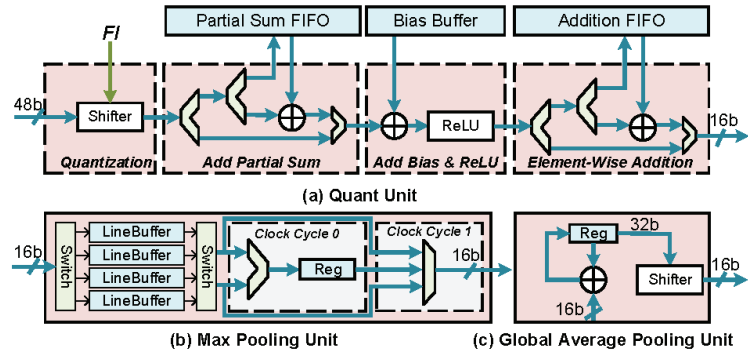 Partial Sum FIFO
Bias Buffer
Addition FIFO
FI
48b
Shifter
ReLU
16b
Quantization
Add Partial Sum
Add Bias & ReLU
Element-Wise Addition
(a) Quant Unit
16b
Switch
LineBuffer
LineBuffer
LineBuffer
LineBuffer
Switch
Clock Cycle 0
Reg
Clock Cycle 1
16b
Reg
32b
Shifter
16b
16b
(b) Max Pooling Unit
(c) Global Average Pooling Unit